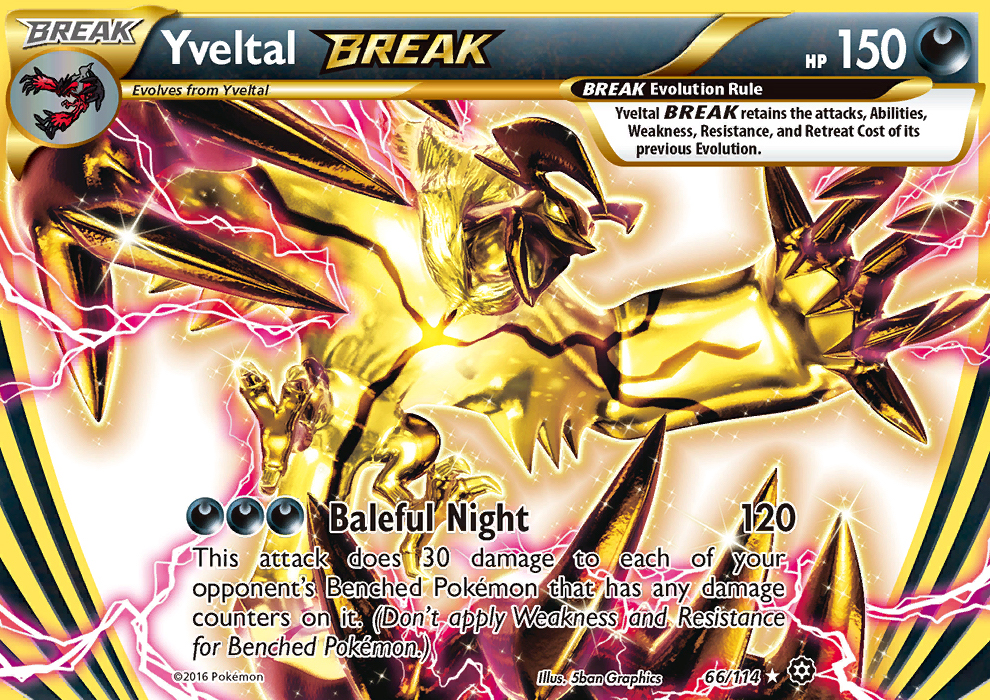 BREAK
Yveltal BREAK
HP 150
Evolves from Yveltal
BREAK Evolution Rule
Yveltal BREAK retains the attacks, Abilities,
Weakness, Resistance, and Retreat Cost of its
previous Evolution.
Baleful Night 120
This attack does 30 damage to each of your
opponent's Benched Pokémon that has any damage
counters on it. (Don't apply Weakness and Resistance
for Benched Pokémon.)
©2016 Pokémon
Illus. 5ban Graphics
66/114